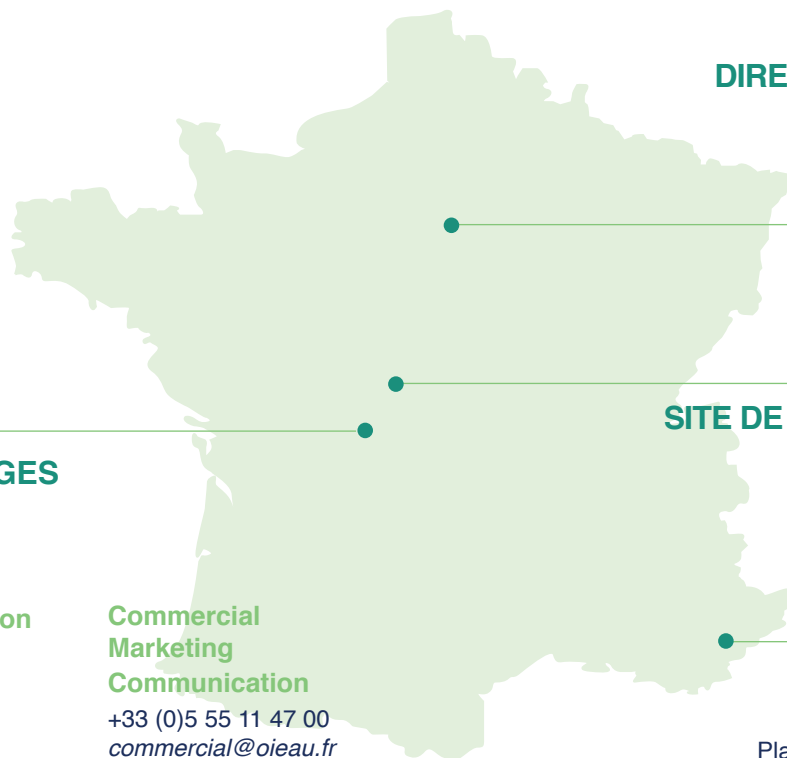 DIRE
SITE DE
GES
on
Commercial
Marketing
Communication
+33 (0)5 55 11 47 00
commercial@oieau.fr
Pla